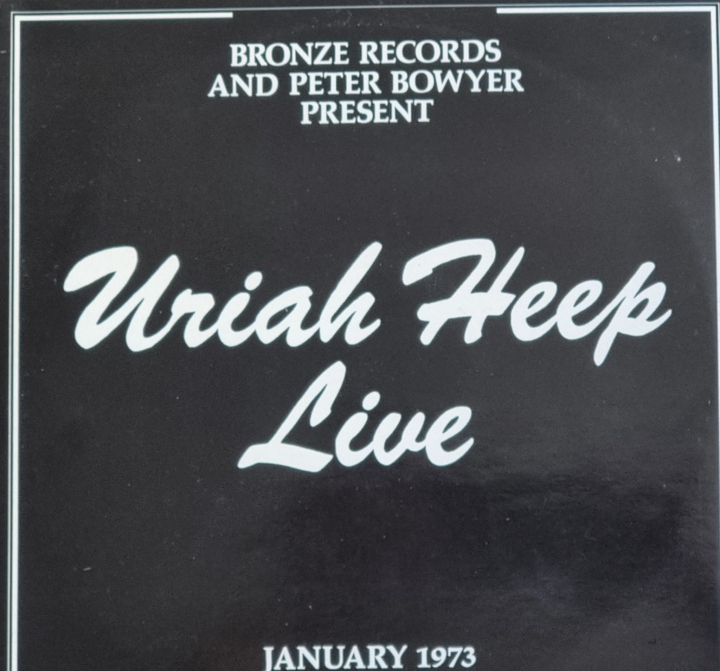 BRONZE RECORDS
AND PETER BOWYER
PRESENT
Uriah Heep
Live
JANUARY 1973